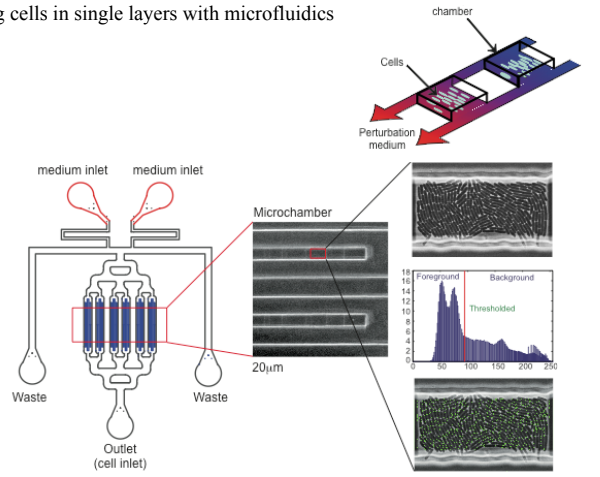 g cells in single layers with microfluidics
chamber
Cells
Perturbation
medium
medium inlet
medium inlet
Microchamber
18
16
14
12
10
8
6
4
2
0
Foreground
Background
Thresholded
0
50
100
150
200
250
20μm
Waste
Waste
Outlet
(cell inlet)